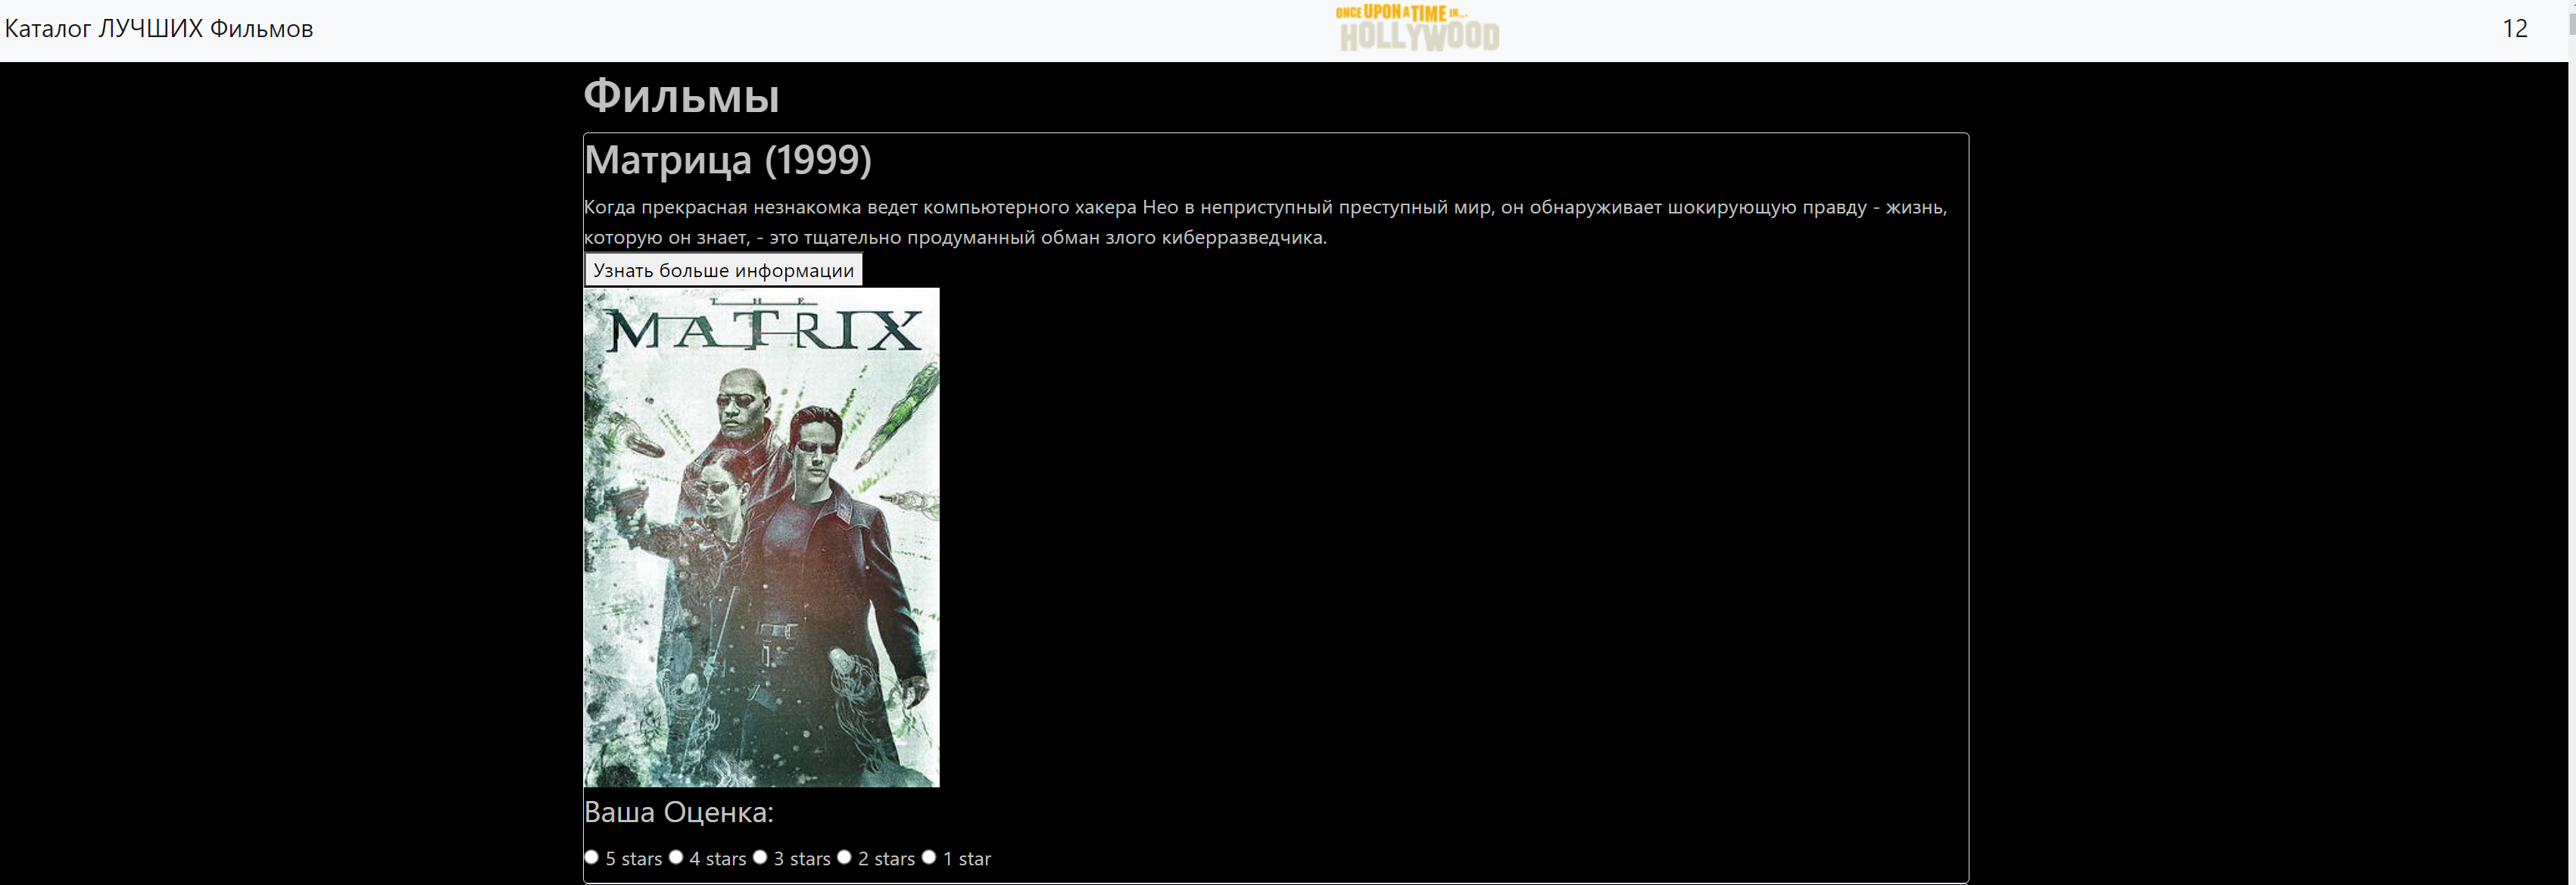 Каталог ЛУЧШИХ Фильмов
ONCE UPON A TIME IN...
HOLLYWOOD
12
Фильмы
Матрица (1999)
Когда прекрасная незнакомка ведет компьютерного хакера Нео в неприступный преступный мир, он обнаруживает шокирующую правду - жизнь,
которую он знает, - это тщательно продуманный обман злого киберразведчика.
Узнать больше информации
THE
MATRIX
Ваша Оценка:
5 stars 4 stars 3 stars 2 stars 1 star